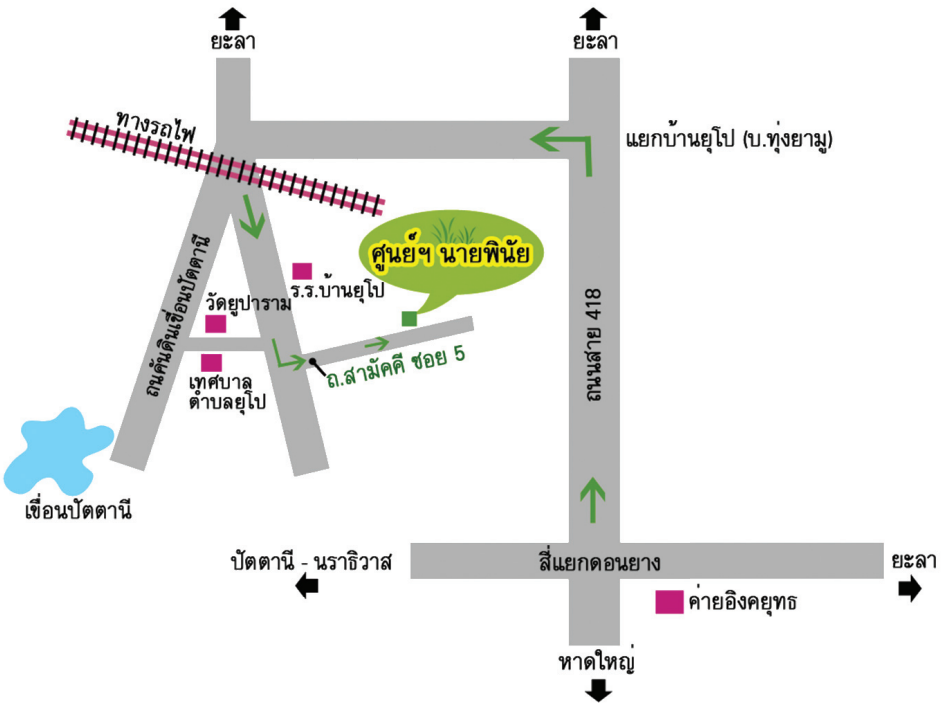 ยะลา
ยะลา
ทางรถไฟ
แยกบ้านยุโป (บ.ทุ่งยามู)
ศูนย์ฯ นายพินัย
ร.ร.บ้านยุโป
วัดยูปาราม
ถนคันดินเขื่อนปัตตานี
ถนนสาย 418
เทศบาล
ตำบลยุโป
ถ.สามัคคี ซอย 5
เขื่อนปัตตานี
ปัตตานี - นราธิวาส
สี่แยกดอนยาง
ยะลา
ค่ายอิงคยุทธ
หาดใหญ่